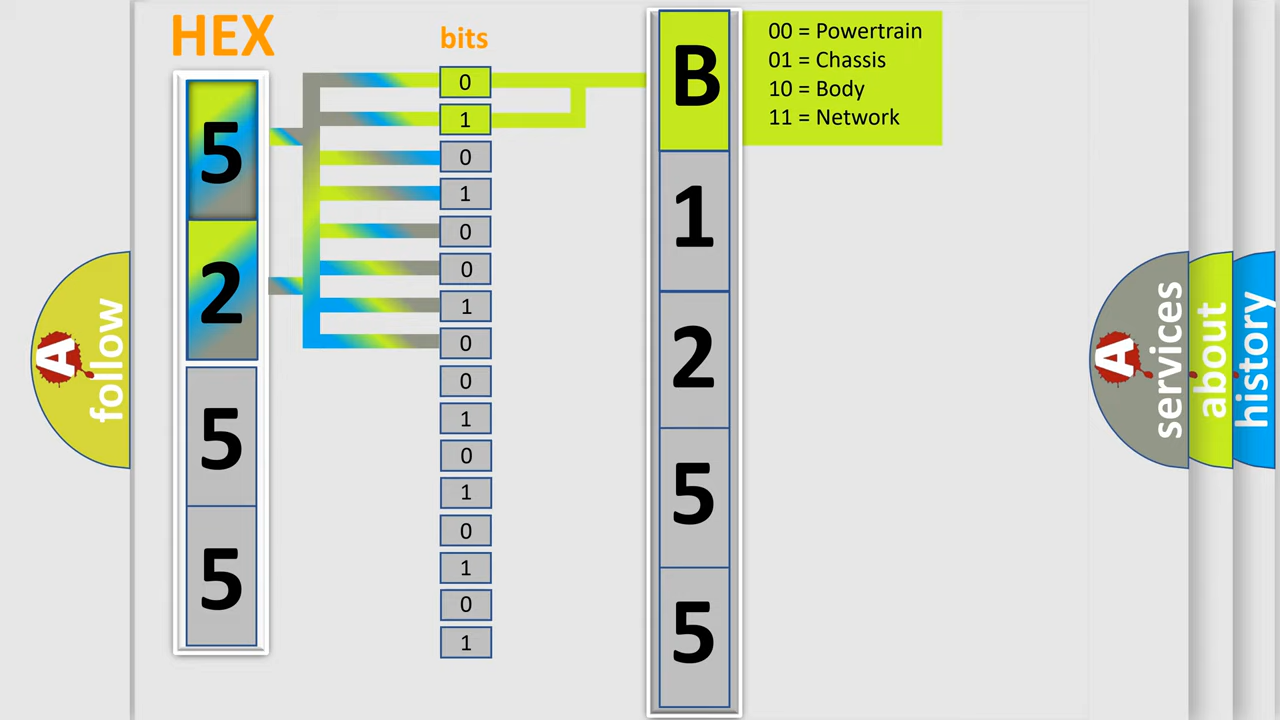 HEX
bits
5
2
5
5
0
1
0
1
0
0
1
0
0
1
0
1
0
1
0
1
B
1
2
5
5
00 = Powertrain
01 = Chassis
10 = Body
11 = Network
A
follow
A
services
about
history